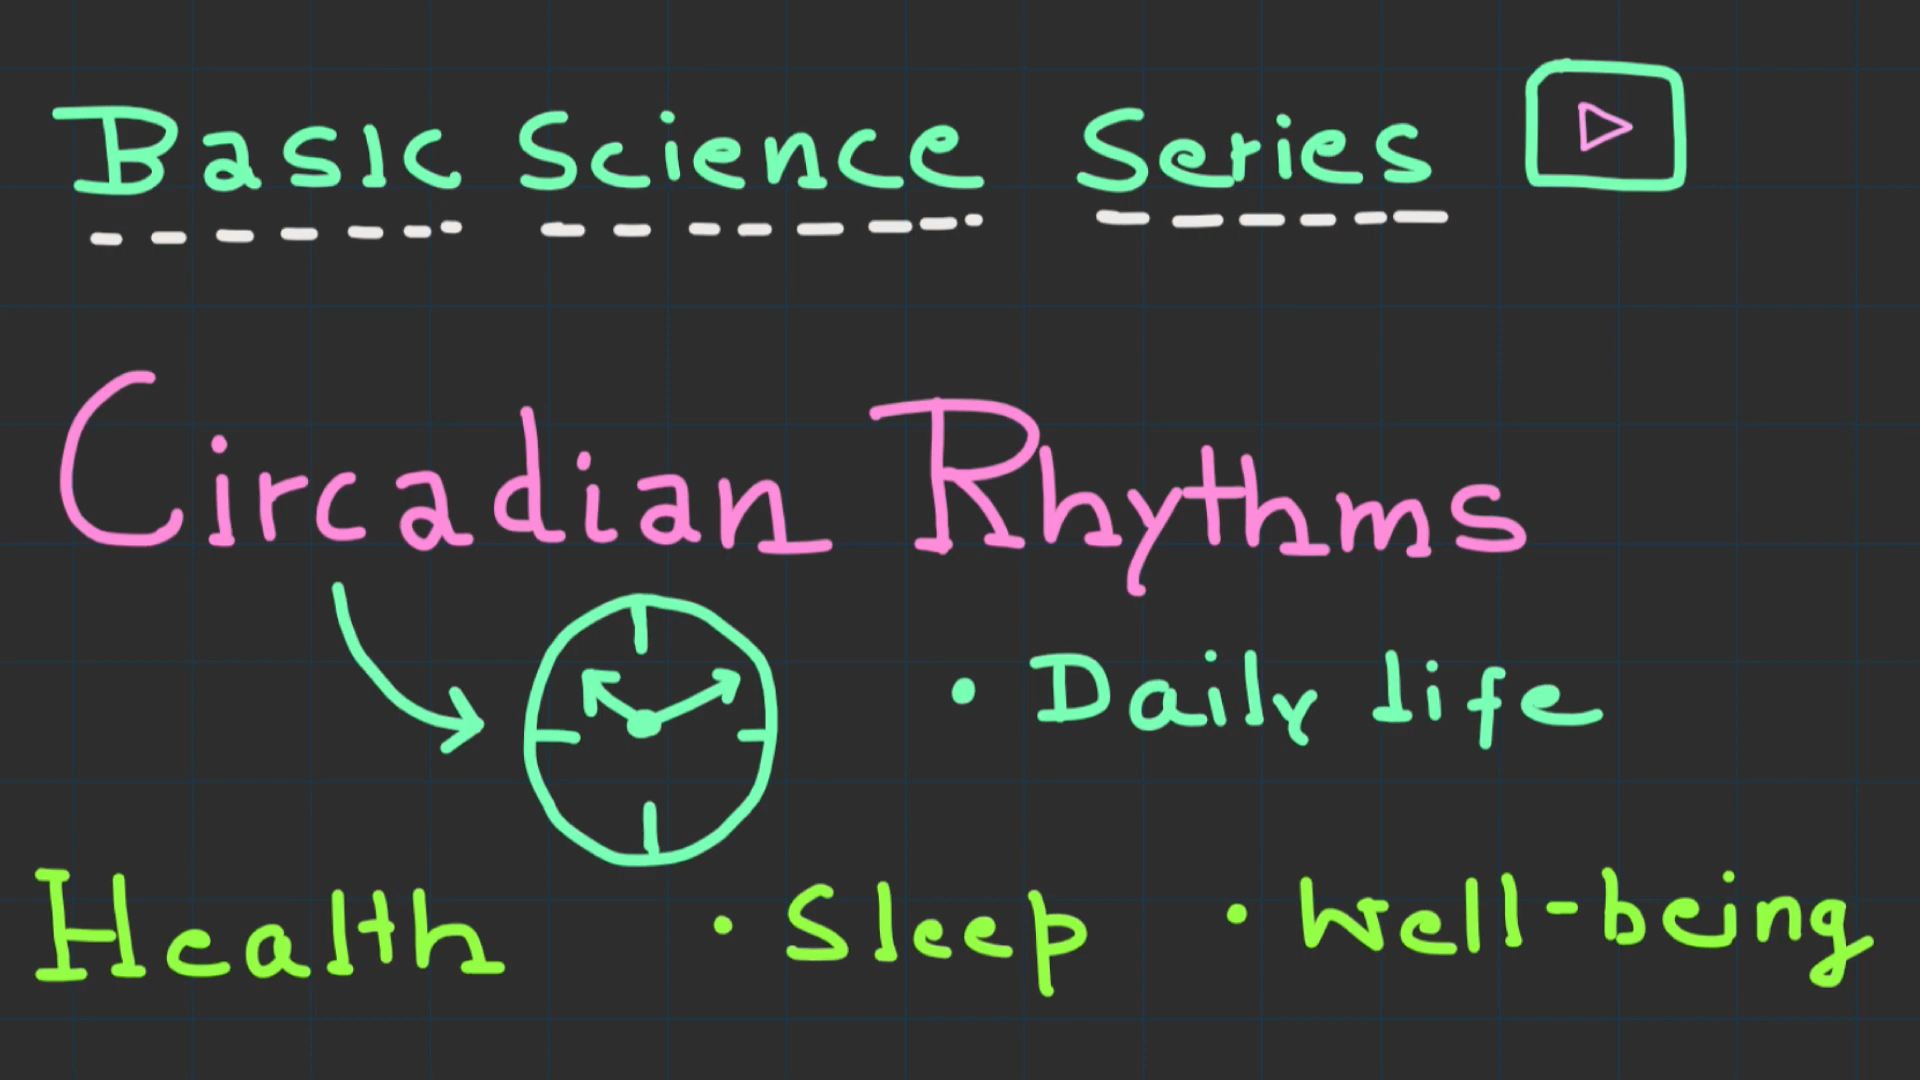 Basic Science Series
Circadian Rhythms
• Daily life
Health • Sleep • Well-being